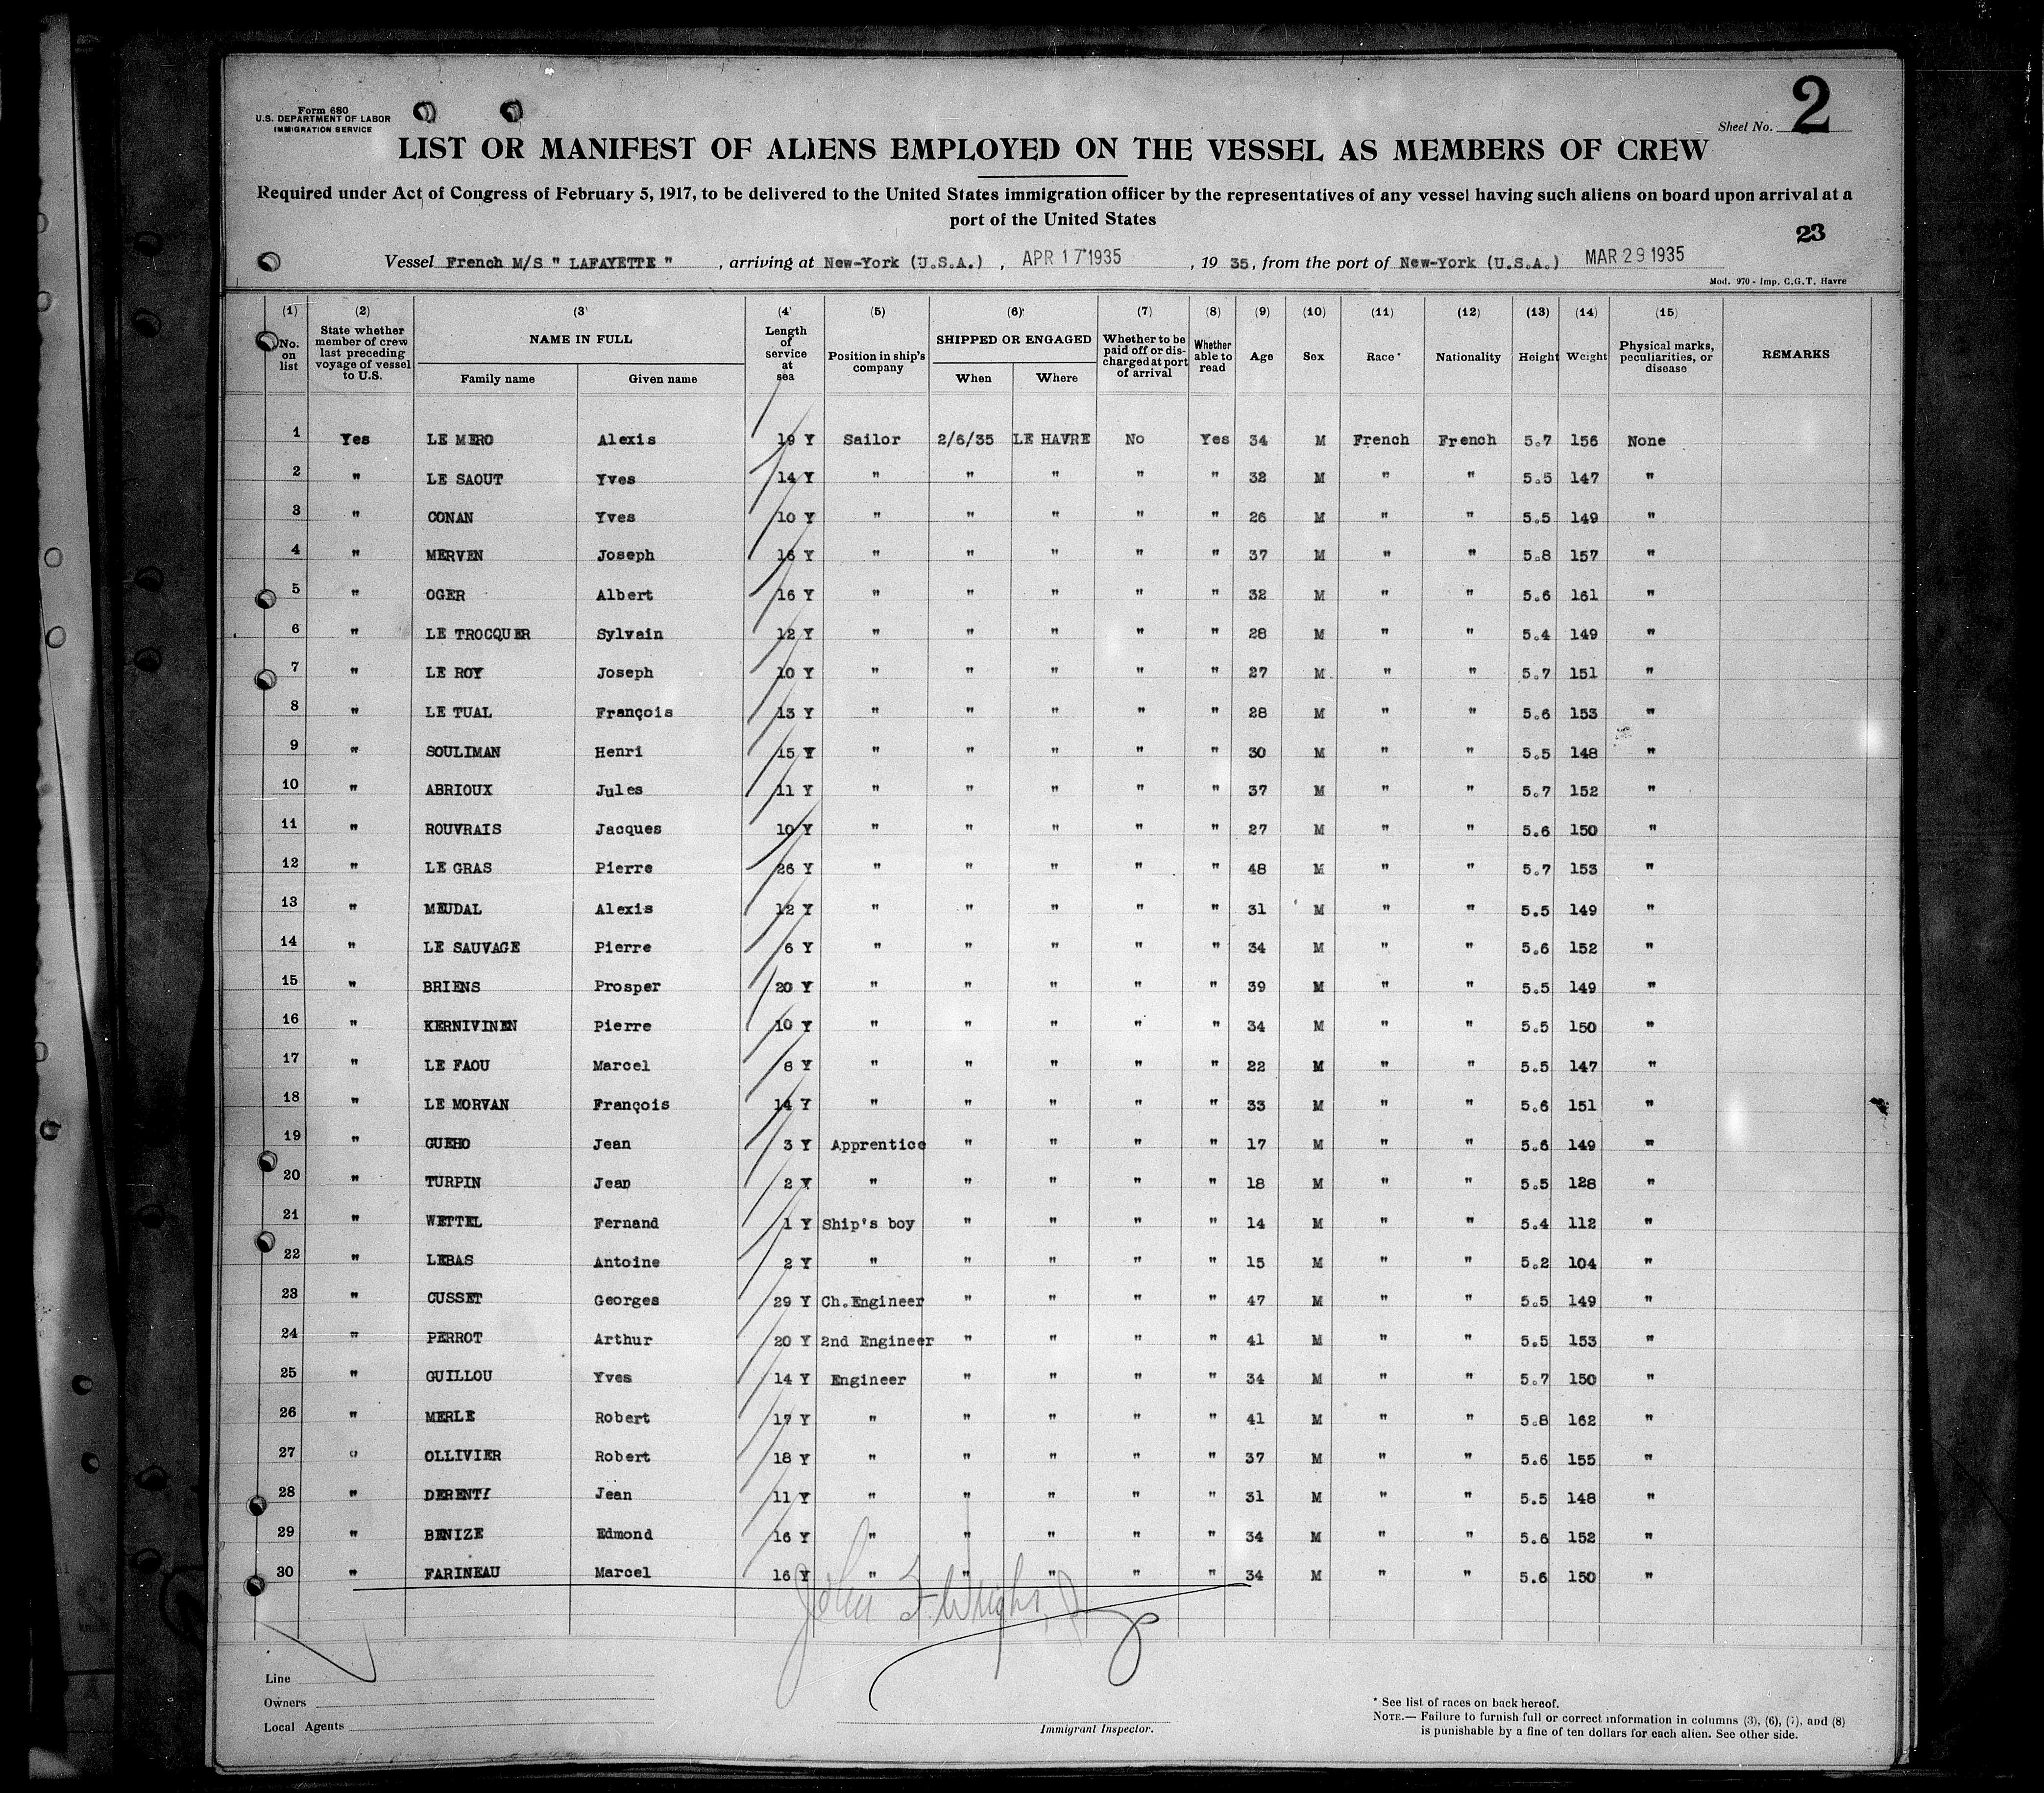 Form 680
U.S. DEPARTMENT OF LABOR
IMMIGRATION SERVICE
Sheet No. 2
LIST OR MANIFEST OF ALIENS EMPLOYED ON THE VESSEL AS MEMBERS OF CREW
Required under Act of Congress of February 5, 1917, to be delivered to the United States immigration officer by the representatives of any vessel having such aliens on board upon arrival at a
port of the United States
23
Vessel French M/S " LAFAYETTE " , arriving at New-York (U.S.A.) , APR 17 1935 , 19 35, from the port of New-York (U.S.A.) MAR 29 1935
Mod. 970 - Imp. C.G.T. Havre
(1) (2) (3) (4) (5) (6) (7) (8) (9) (10) (11) (12) (13) (14) (15)
No. on list State whether member of crew last preceding voyage of vessel to U.S. NAME IN FULL Family name Given name Length of service at sea Position in ship's company SHIPPED OR ENGAGED When Where Whether to be paid off or discharged at port of arrival Whether able to read Age Sex Race * Nationality Height Weight Physical marks, peculiarities, or disease REMARKS
1 Yes LE MERO Alexis 19 Y Sailor 2/6/35 LE HAVRE No Yes 34 M French French 5.7 156 None
2 " LE SAOUT Yves 14 Y " " " " " 32 M " " 5.5 147 "
3 " CONAN Yves 10 Y " " " " " 26 M " " 5.5 149 "
4 " MERVEN Joseph 16 Y " " " " " 37 M " " 5.8 157 "
5 " OGER Albert 16 Y " " " " " 32 M " " 5.6 161 "
6 " LE TROCQUER Sylvain 12 Y " " " " " 28 M " " 5.4 149 "
7 " LE ROY Joseph 10 Y " " " " " 27 M " " 5.7 151 "
8 " LE TUAL François 13 Y " " " " " 28 M " " 5.6 153 "
9 " SOULIMAN Henri 15 Y " " " " " 30 M " " 5.5 148 "
10 " ABRIOUX Jules 11 Y " " " " " 37 M " " 5.7 152 "
11 " ROUVRAIS Jacques 10 Y " " " " " 27 M " " 5.6 150 "
12 " LE GRAS Pierre 26 Y " " " " " 48 M " " 5.7 153 "
13 " MEUDAL Alexis 12 Y " " " " " 31 M " " 5.5 149 "
14 " LE SAUVAGE Pierre 6 Y " " " " " 34 M " " 5.6 152 "
15 " BRIENS Prosper 20 Y " " " " " 39 M " " 5.5 149 "
16 " KERNIVINEN Pierre 10 Y " " " " " 34 M " " 5.5 150 "
17 " LE FAOU Marcel 8 Y " " " " " 22 M " " 5.5 147 "
18 " LE MORVAN François 14 Y " " " " " 33 M " " 5.6 151 "
19 " GUEHO Jean 3 Y Apprentice " " " " 17 M " " 5.6 149 "
20 " TURPIN Jean 2 Y " " " " " 18 M " " 5.5 128 "
21 " WETTEL Fernand 1 Y Ship's boy " " " " 14 M " " 5.4 112 "
22 " LEBAS Antoine 2 Y " " " " " 15 M " " 5.2 104 "
23 " CUSSET Georges 29 Y Ch.Engineer " " " " 47 M " " 5.5 149 "
24 " PERROT Arthur 20 Y 2nd Engineer " " " " 41 M " " 5.5 153 "
25 " GUILLOU Yves 14 Y Engineer " " " " 34 M " " 5.7 150 "
26 " MERLE Robert 17 Y " " " " " 41 M " " 5.8 162 "
27 " OLLIVIER Robert 18 Y " " " " " 37 M " " 5.6 155 "
28 " Jean 11 Y " " " " " 31 M " " 5.5 148 "
29 " BENIZE Edmond 16 Y " " " " " 34 M " " 5.6 152 "
30 " FARINEAU Marcel 16 Y " " " " " 34 M " " 5.6 150 "
John F. Wright
Line
Owners
Local Agents
Immigrant Inspector.
* See list of races on back hereof.
NOTE.— Failure to furnish full or correct information in columns (3), (6), (7), and (8)
is punishable by a fine of ten dollars for each alien. See other side.